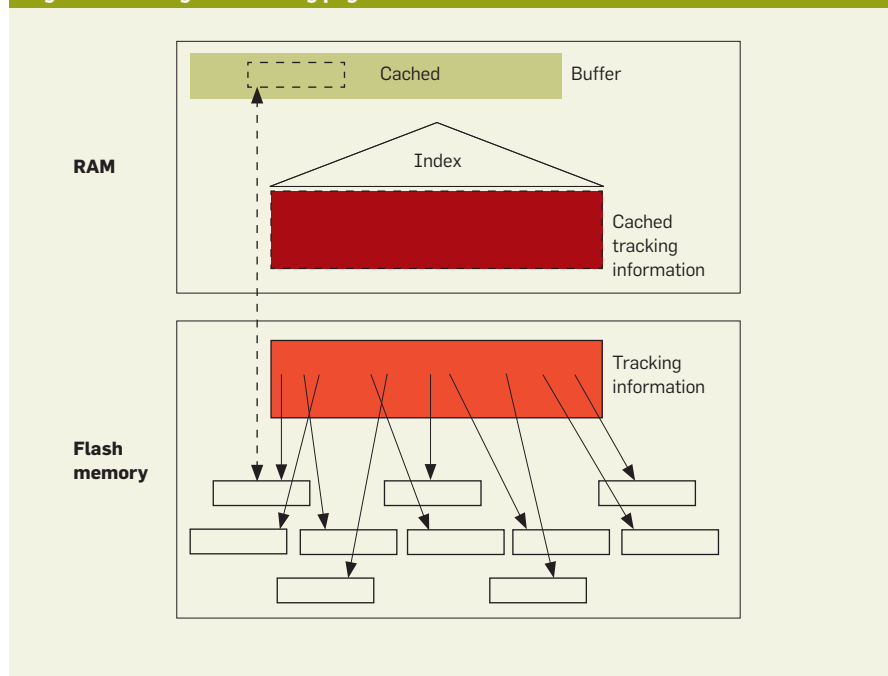 Cached
Buffer
Index
RAM
Cached
tracking
information
Tracking
information
Flash
memory